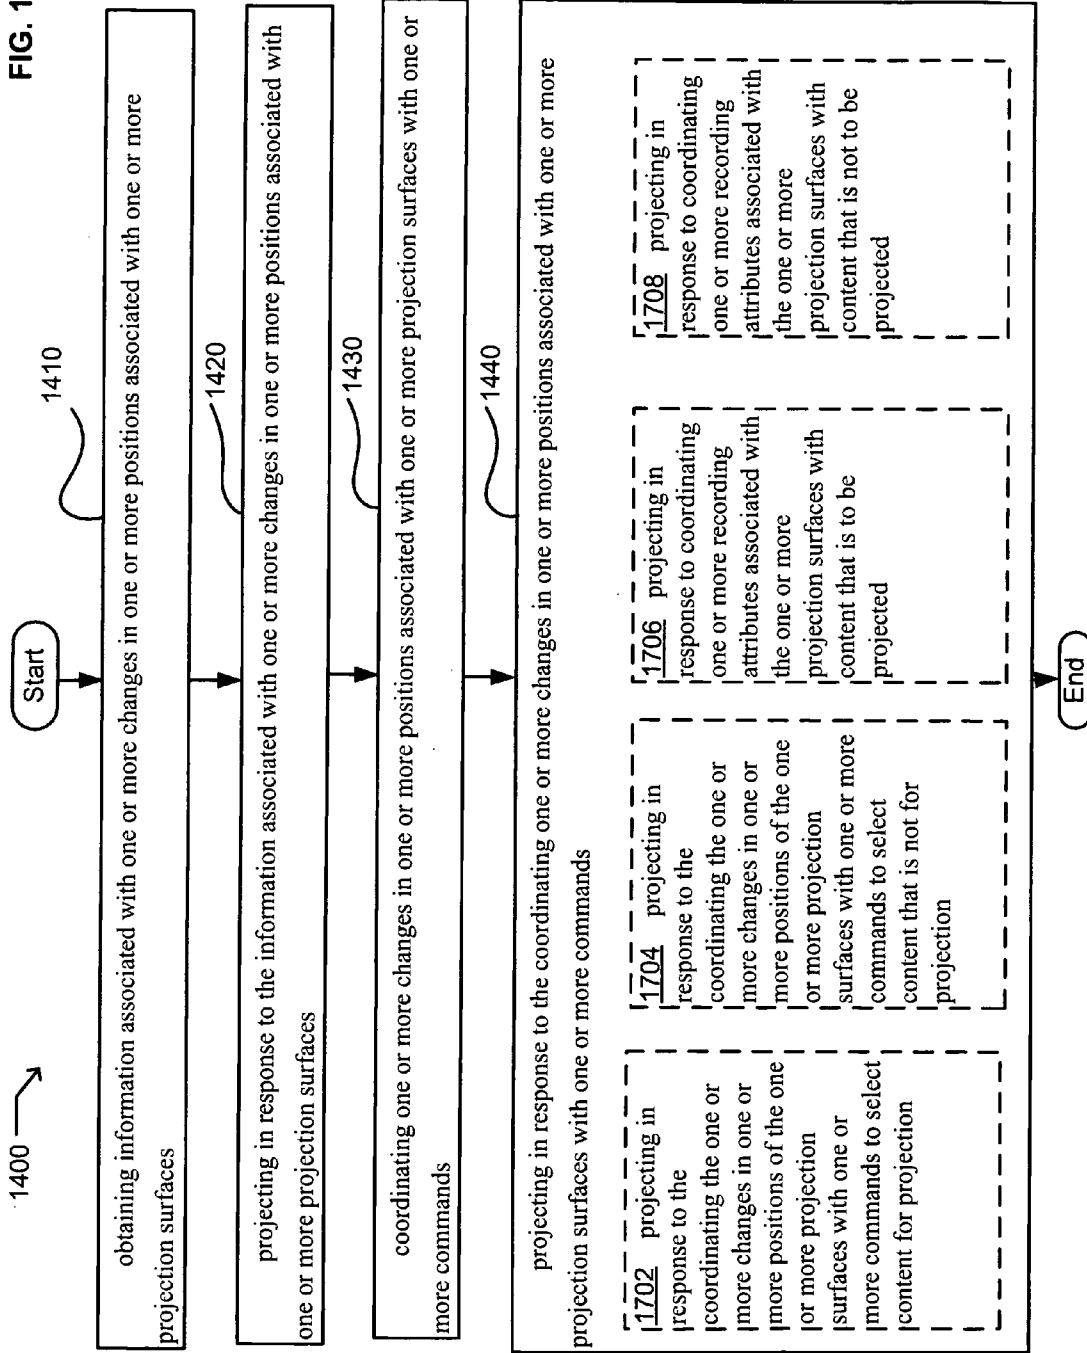 FIG. 1
1400
Start
1410
obtaining information associated with one or more changes in one or more positions associated with one or more
projection surfaces
1420
projecting in response to the information associated with one or more changes in one or more positions associated with
one or more projection surfaces
1430
coordinating one or more changes in one or more positions associated with one or more projection surfaces with one or
more commands
1440
projecting in response to the coordinating one or more changes in one or more positions associated with one or more
projection surfaces with one or more commands
1702 projecting in
response to the
coordinating the one or
more changes in one or
more positions of the one
or more projection
surfaces with one or
more commands to select
content for projection
1704 projecting in
response to the
coordinating the one or
more changes in one or
more positions of the one
or more projection
surfaces with one or more
commands to select
content that is not for
projection
1706 projecting in
response to coordinating
one or more recording
attributes associated with
the one or more
projection surfaces with
content that is to be
projected
1708 projecting in
response to coordinating
one or more recording
attributes associated with
the one or more
projection surfaces with
content that is not to be
projected
End